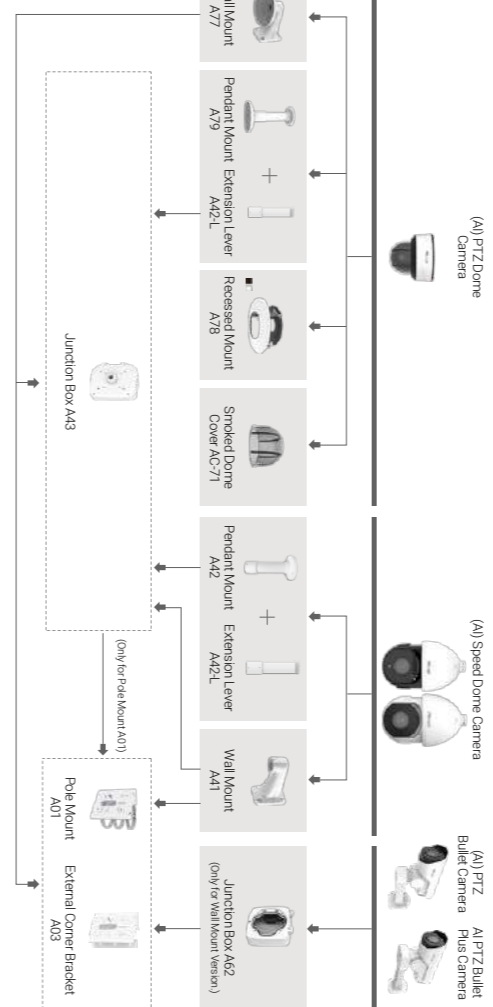 (AI) PTZ Dome
Camera
(AI) Speed Dome Camera
(AI) PTZ
Bullet Camera
AI PTZ Bullet
Plus Camera
Mount
A77
Pendant Mount
A79
+
Extension Lever
A42-L
Recessed Mount
A78
Smoked Dome
Cover AC-71
Pendant Mount
A42
+
Extension Lever
A42-L
Wall Mount
A41
Junction Box A62
(Only for Wall Mount Version.)
Junction Box A43
(Only for Pole Mount A01)
Pole Mount
A01
External Corner Bracket
A03